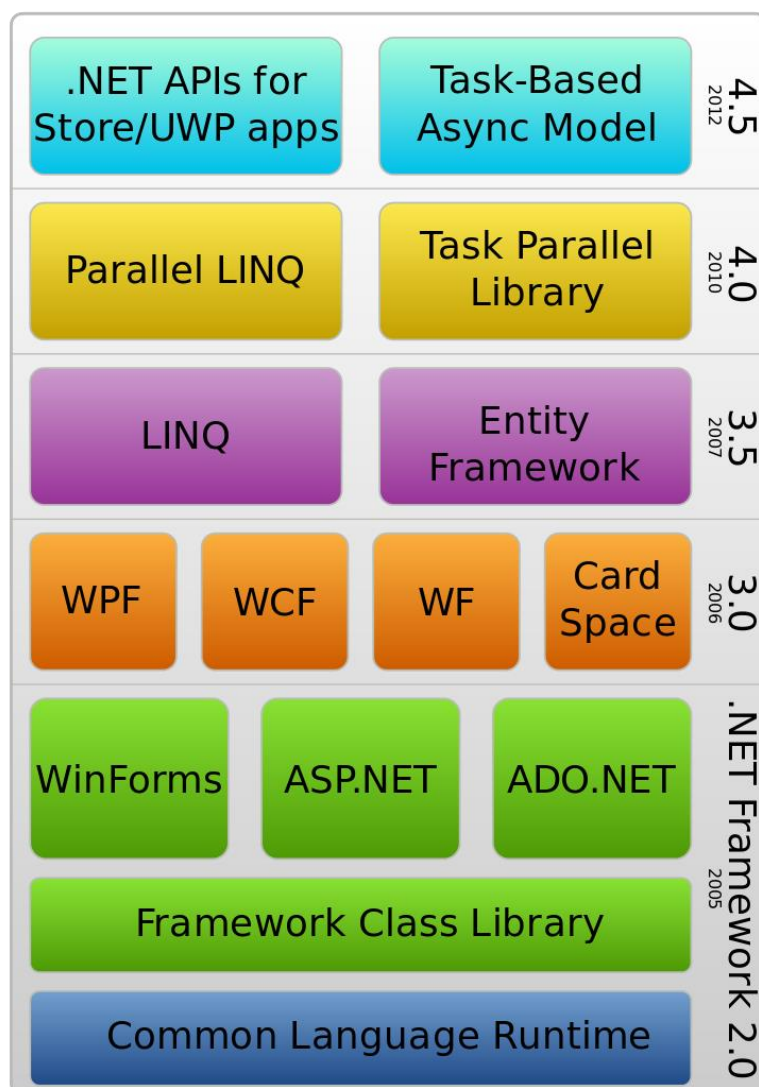 .NET APIs for
Store/UWP apps
Task-Based
Async Model
4.5
2012
Parallel LINQ
Task Parallel
Library
4.0
2010
LINQ
Entity
Framework
3.5
2007
WPF
WCF
WF
Card
Space
3.0
2006
WinForms
ASP.NET
ADO.NET
.NET Framework 2.0
2005
Framework Class Library
Common Language Runtime